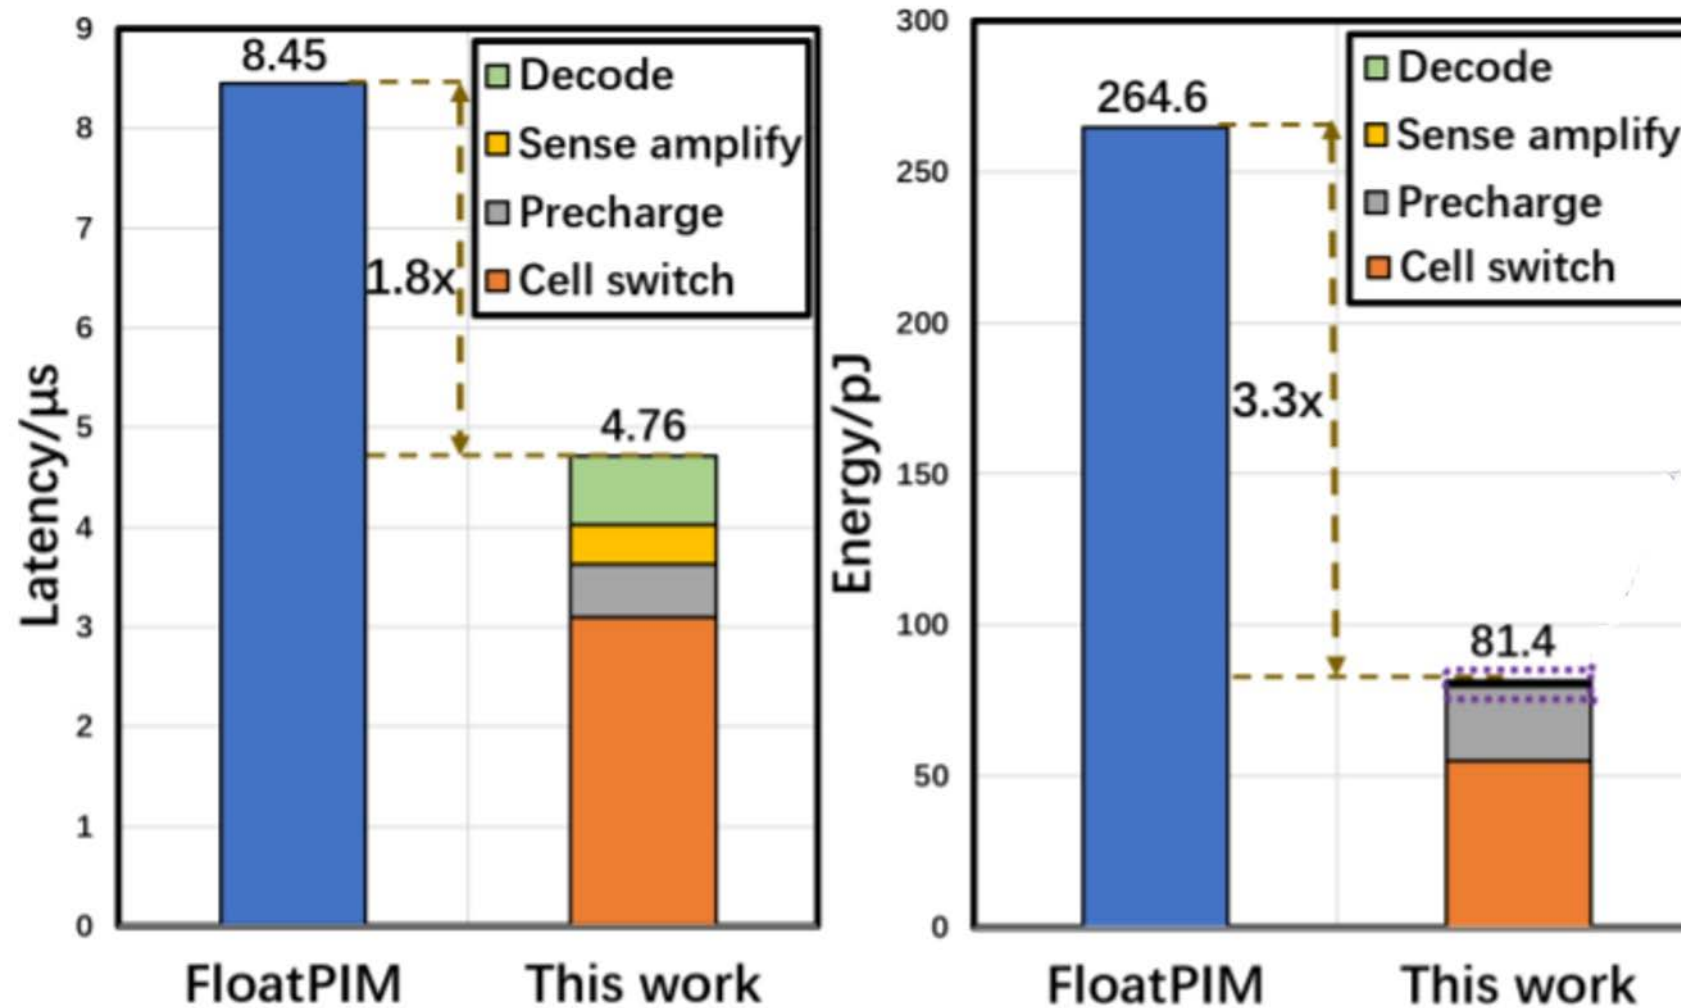 9
8
7
6
5
4
3
2
1
0
Latency/μs
8.45
1.8x
4.76
Decode
Sense amplify
Precharge
Cell switch
FloatPIM
This work
300
250
200
150
100
50
0
Energy/pJ
264.6
3.3x
81.4
Decode
Sense amplify
Precharge
Cell switch
FloatPIM
This work